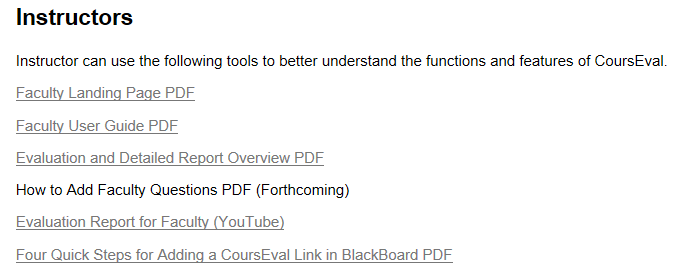 Instructors
Instructor can use the following tools to better understand the functions and features of CoursEval.
Faculty Landing Page PDF
Faculty User Guide PDF
Evaluation and Detailed Report Overview PDF
How to Add Faculty Questions PDF (Forthcoming)
Evaluation Report for Faculty (YouTube)
Four Quick Steps for Adding a CoursEval Link in BlackBoard PDF